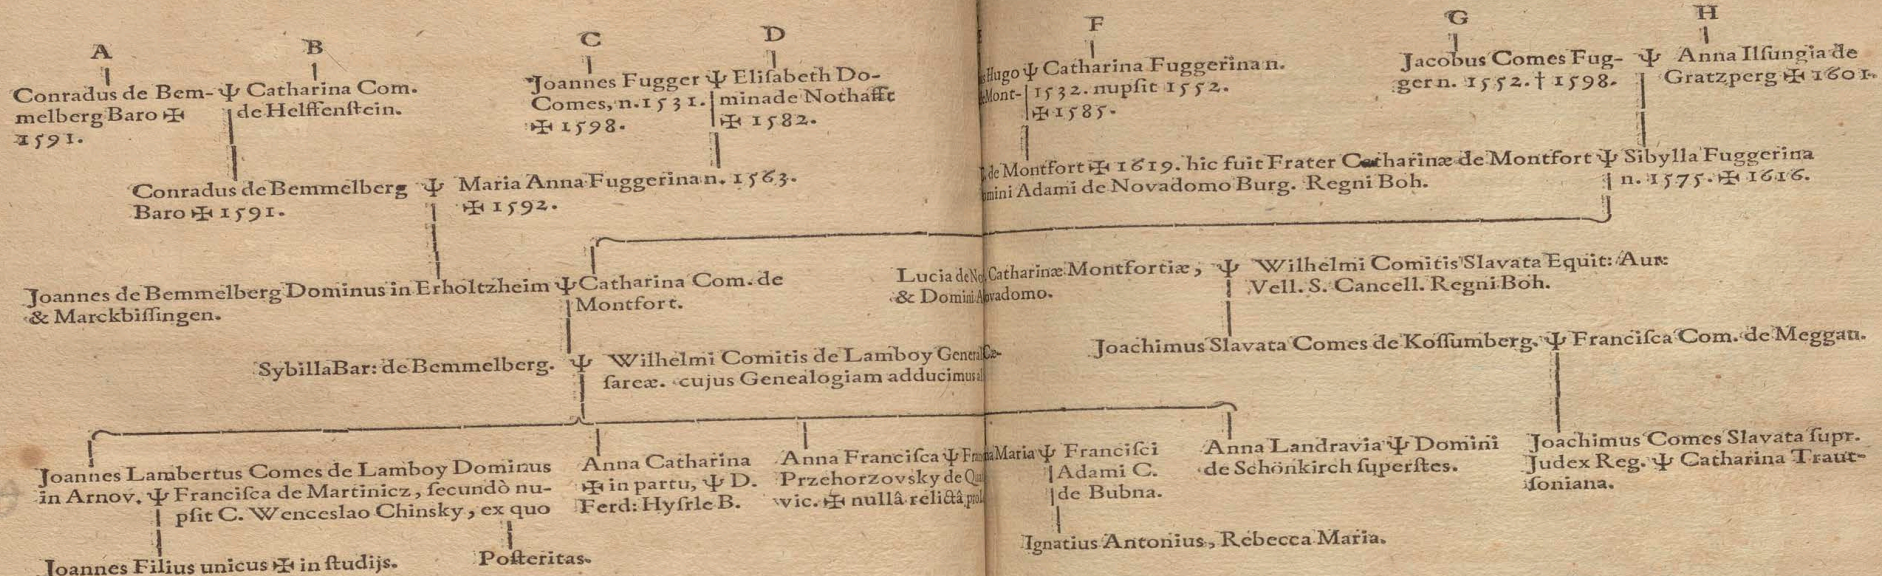 A
B
C
D
F
G
H
Conradus de Bem-
melberg Baro ✠
1591.
Ψ Catharina Com.
de Helffenſtein.
Joannes Fugger
Comes, n. 1531.
✠ 1598.
Ψ Eliſabeth Do-
minade Nothafft
✠ 1582.
Hugo Ψ Catharina Fuggerina n.
Mont- 1532. nupſit 1552.
✠ 1585.
Jacobus Comes Fug-
ger n. 1552. † 1598.
Ψ Anna Ilſungia de
Gratzperg ✠ 1601.
Conradus de Bemmelberg
Baro ✠ 1591.
Ψ Maria Anna Fuggerina n. 1563.
✠ 1592.
de Montfort ✠ 1619. hic fuit Frater Catharinæ de Montfort
mini Adami de Novadomo Burg. Regni Boh.
Ψ Sibylla Fuggerina
n. 1575. ✠ 1616.
Joannes de Bemmelberg Dominus in Erholtzheim
& Marckbiſſingen.
Ψ Catharina Com. de
Montfort.
Lucia de Catharinæ Montfortiæ,
& Domini vadomo.
Ψ Wilhelmi Comitis Slavata Equit: Aur:
Vell. S. Cancell. Regni Boh.
Sybilla Bar: de Bemmelberg.
Ψ Wilhelmi Comitis de Lamboy General Cæ-
ſareæ. cujus Genealogiam adducimus
Joachimus Slavata Comes de Koſſumberg. Ψ Franciſca Com. de Meggau.
Joannes Lambertus Comes de Lamboy Dominus
in Arnov. Ψ Franciſca de Martinicz, ſecundò nu-
pſit C. Wenceslao Chinsky, ex quo
Anna Catharina
✠ in partu, Ψ D.
Ferd: Hyſrle B.
Anna Franciſca Ψ
Przehorzovsky de
wic. ✠ nullâ relictâ
Maria Ψ Franciſci
Adami C.
de Bubna.
Anna Landravia Ψ Domini
de Schönkirch ſuperſtes.
Joachimus Comes Slavata ſupr.
Judex Reg. Ψ Catharina Traut-
ſoniana.
Joannes Filius unicus ✠ in ſtudijs.
Poſteritas.
Ignatius Antonius, Rebecca Maria.